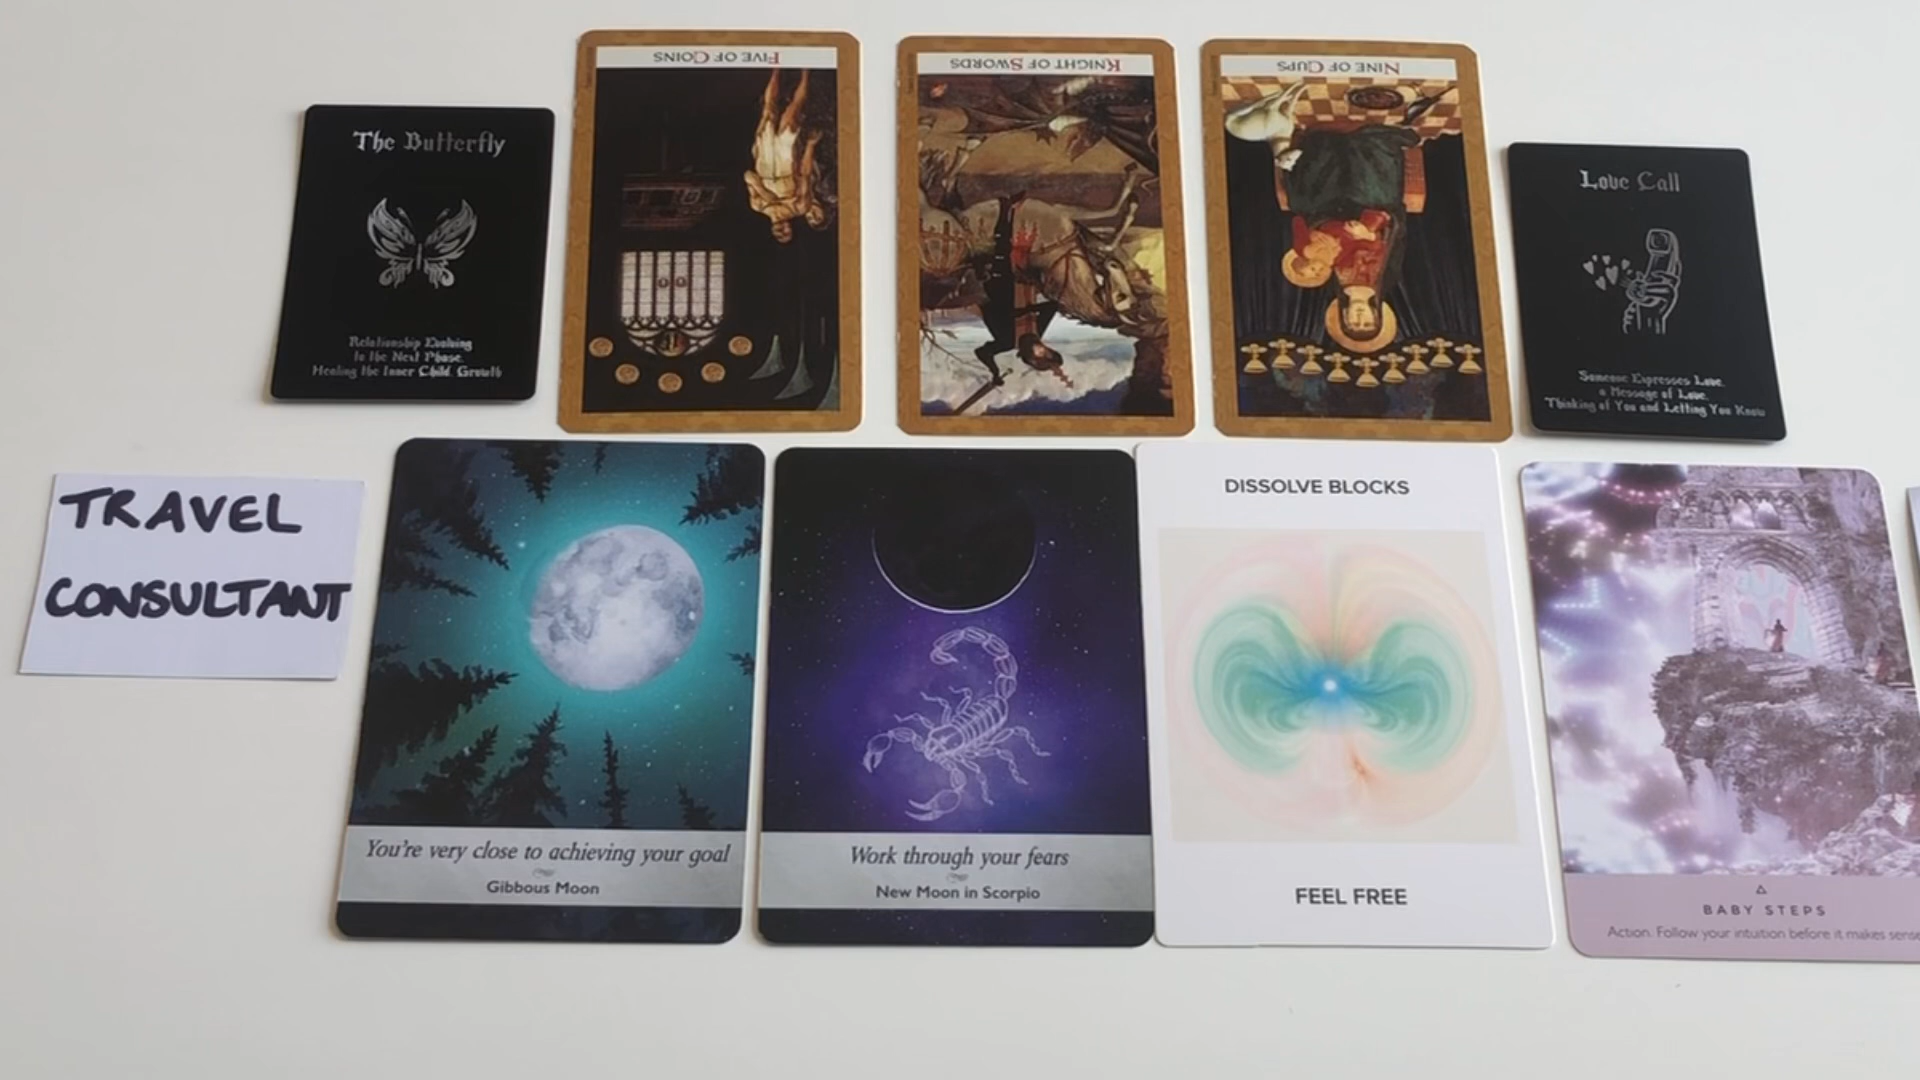 FIVE OF COINS
KNIGHT OF SWORDS
NINE OF CUPS
The Butterfly
Relationship Evolving
to the Next Phase.
Healing the Inner Child. Growth
Love Call
Someone Expresses Love.
a Message of Love.
Thinking of You and Letting You Know
TRAVEL
CONSULTANT
You're very close to achieving your goal
Gibbous Moon
Work through your fears
New Moon in Scorpio
DISSOLVE BLOCKS
FEEL FREE
BABY STEPS
Action: Follow your intuition before it makes sense